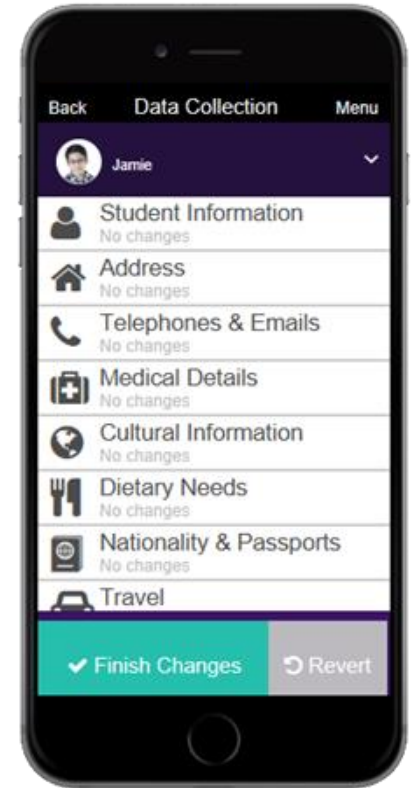 Back Data Collection Menu
Jamie
Student Information
No changes
Address
No changes
Telephones & Emails
No changes
Medical Details
No changes
Cultural Information
No changes
Dietary Needs
No changes
Nationality & Passports
No changes
Travel
Finish Changes Revert